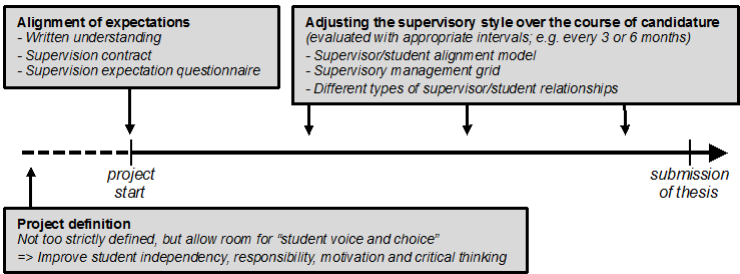 Alignment of expectations
- Written understanding
- Supervision contract
- Supervision expectation questionnaire
Adjusting the supervisory style over the course of candidature
(evaluated with appropriate intervals; e.g. every 3 or 6 months)
- Supervisor/student alignment model
- Supervisory management grid
- Different types of supervisor/student relationships
project
start
submission
of thesis
Project definition
Not too strictly defined, but allow room for “student voice and choice”
=> Improve student independency, responsibility, motivation and critical thinking